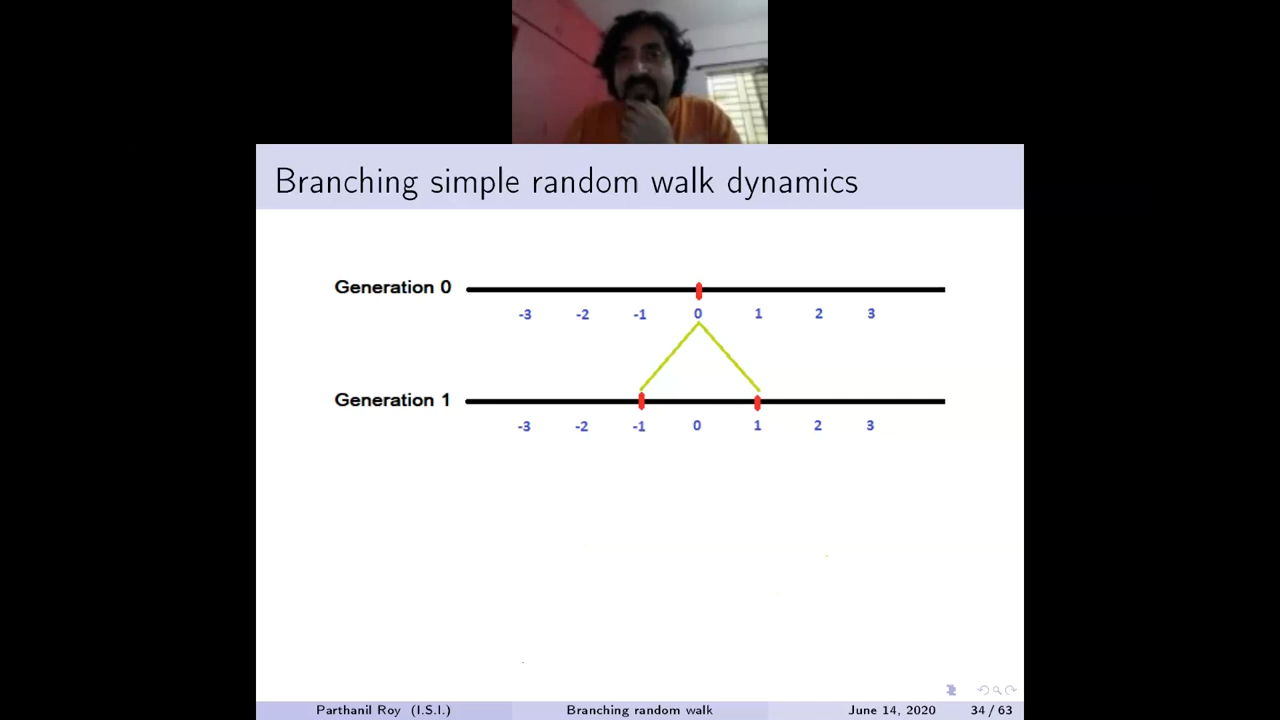 Branching simple random walk dynamics
Generation 0
-3 -2 -1 0 1 2 3
Generation 1
-3 -2 -1 0 1 2 3
Parthanil Roy (I.S.I.) Branching random walk June 14, 2020 34 / 63